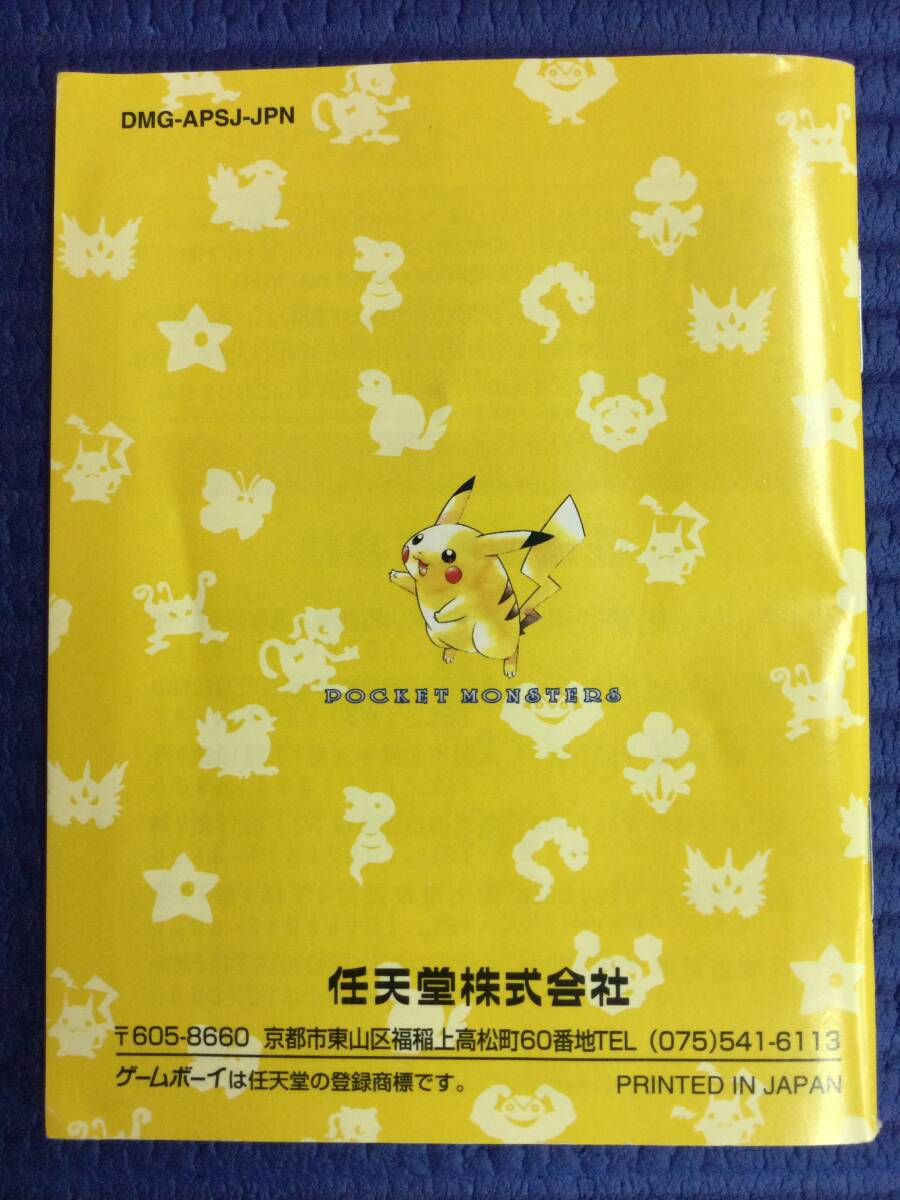 DMG-APSJ-JPN
POCKET MONSTERS
任天堂株式会社
〒605-8660 京都市東山区福稲上高松町60番地TEL (075)541-6113
ゲームボーイは任天堂の登録商標です。 PRINTED IN JAPAN